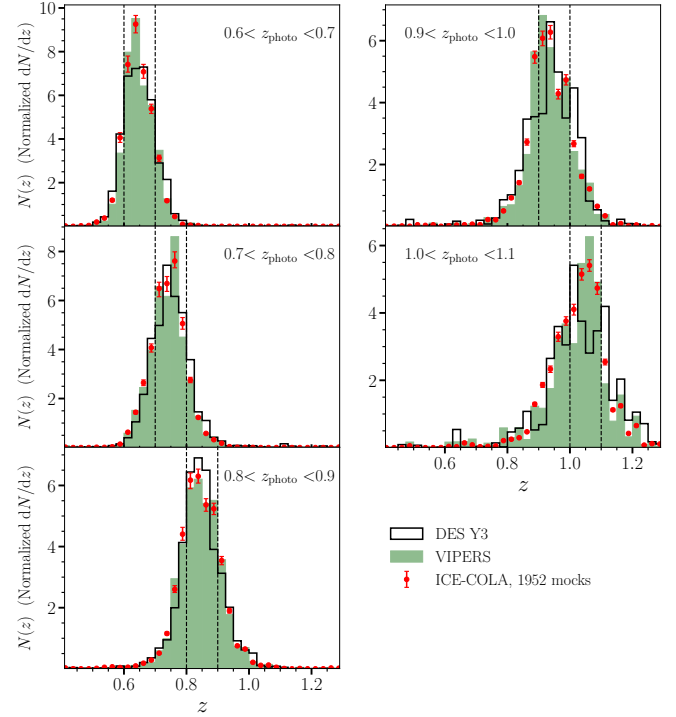 10
8
6
4
2
N(z) (Normalized dN/dz)
0.6< z_photo <0.7
6
4
2
0.9< z_photo <1.0
8
6
4
2
N(z) (Normalized dN/dz)
0.7< z_photo <0.8
6
4
2
1.0< z_photo <1.1
0.6 0.8 1.0 1.2
z
6
4
2
N(z) (Normalized dN/dz)
0.8< z_photo <0.9
0.6 0.8 1.0 1.2
z
DES Y3
VIPERS
ICE-COLA, 1952 mocks